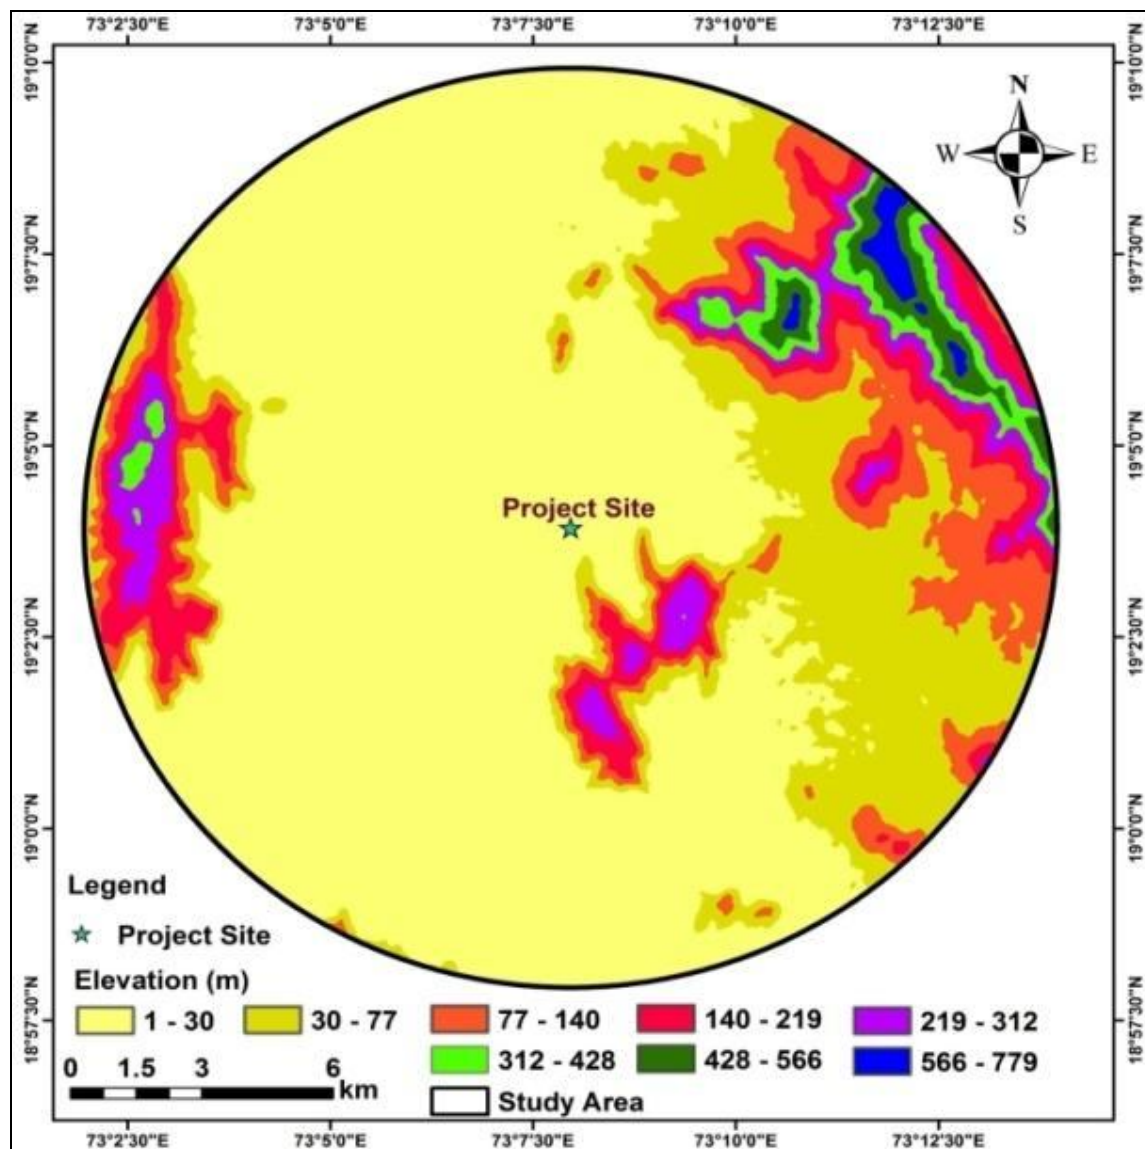 73°2'30"E 73°5'0"E 73°7'30"E 73°10'0"E 73°12'30"E
19°10'0"N 19°10'0"N
N
W E
S
19°7'30"N 19°7'30"N
19°5'0"N 19°5'0"N
Project Site
19°2'30"N 19°2'30"N
19°0'0"N 19°0'0"N
Legend
Project Site
Elevation (m)
1 - 30 30 - 77 77 - 140 140 - 219 219 - 312
312 - 428 428 - 566 566 - 779
18°57'30"N 18°57'30"N
0 1.5 3 6
km
Study Area
73°2'30"E 73°5'0"E 73°7'30"E 73°10'0"E 73°12'30"E